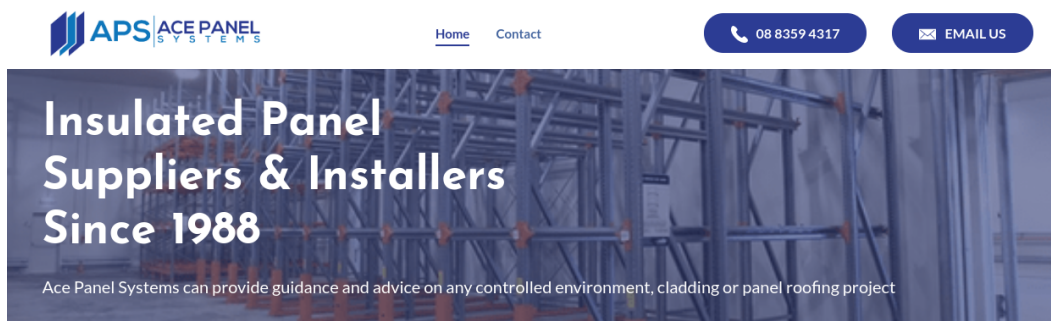 APS ACE PANEL
SYSTEMS
Home Contact
08 8359 4317
EMAIL US
Insulated Panel
Suppliers & Installers
Since 1988
Ace Panel Systems can provide guidance and advice on any controlled environment, cladding or panel roofing project